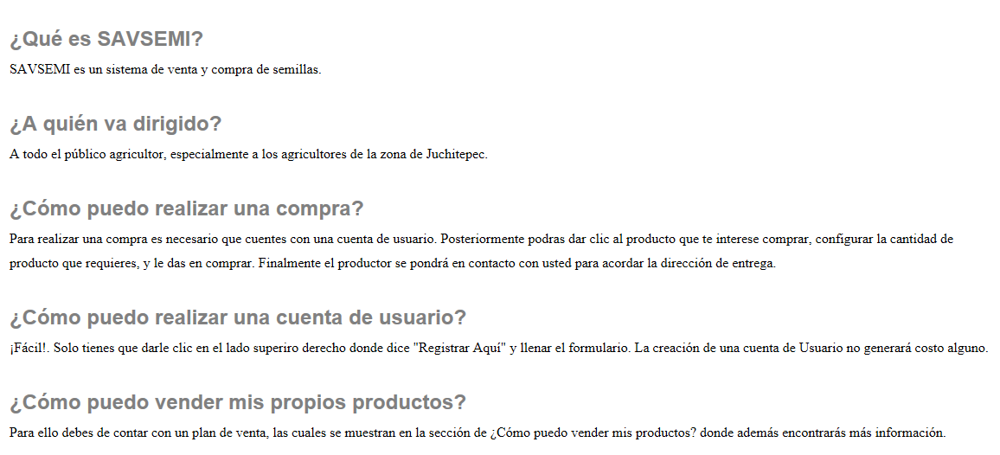 ¿Qué es SAVSEMI?
SAVSEMI es un sistema de venta y compra de semillas.
¿A quién va dirigido?
A todo el público agricultor, especialmente a los agricultores de la zona de Juchitepec.
¿Cómo puedo realizar una compra?
Para realizar una compra es necesario que cuentes con una cuenta de usuario. Posteriormente podras dar clic al producto que te interese comprar, configurar la cantidad de
producto que requieres, y le das en comprar. Finalmente el productor se pondrá en contacto con usted para acordar la dirección de entrega.
¿Cómo puedo realizar una cuenta de usuario?
¡Fácil!. Solo tienes que darle clic en el lado superiro derecho donde dice "Registrar Aquí" y llenar el formulario. La creación de una cuenta de Usuario no generará costo alguno.
¿Cómo puedo vender mis propios productos?
Para ello debes de contar con un plan de venta, las cuales se muestran en la sección de ¿Cómo puedo vender mis productos? donde además encontrarás más información.